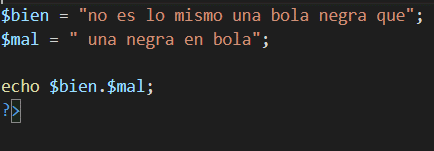 $bien = "no es lo mismo una bola negra que";
$mal = " una negra en bola";
echo $bien.$mal;
?>